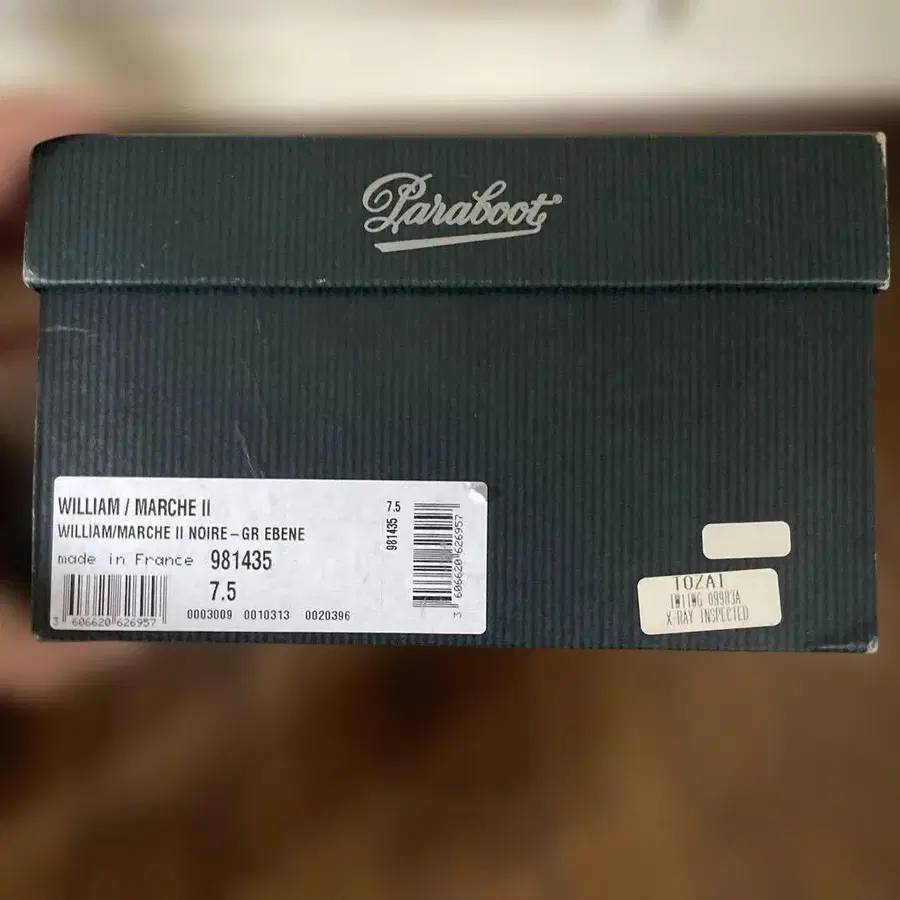 Paraboot®
WILLIAM / MARCHE II
WILLIAM/MARCHE II NOIRE – GR EBENE
made in France 981435
7.5
3 606620 626957
0003009 0010313 0020396
7.5
981435
3 606620 626957
TOZAI
X-RAY INSPECTED